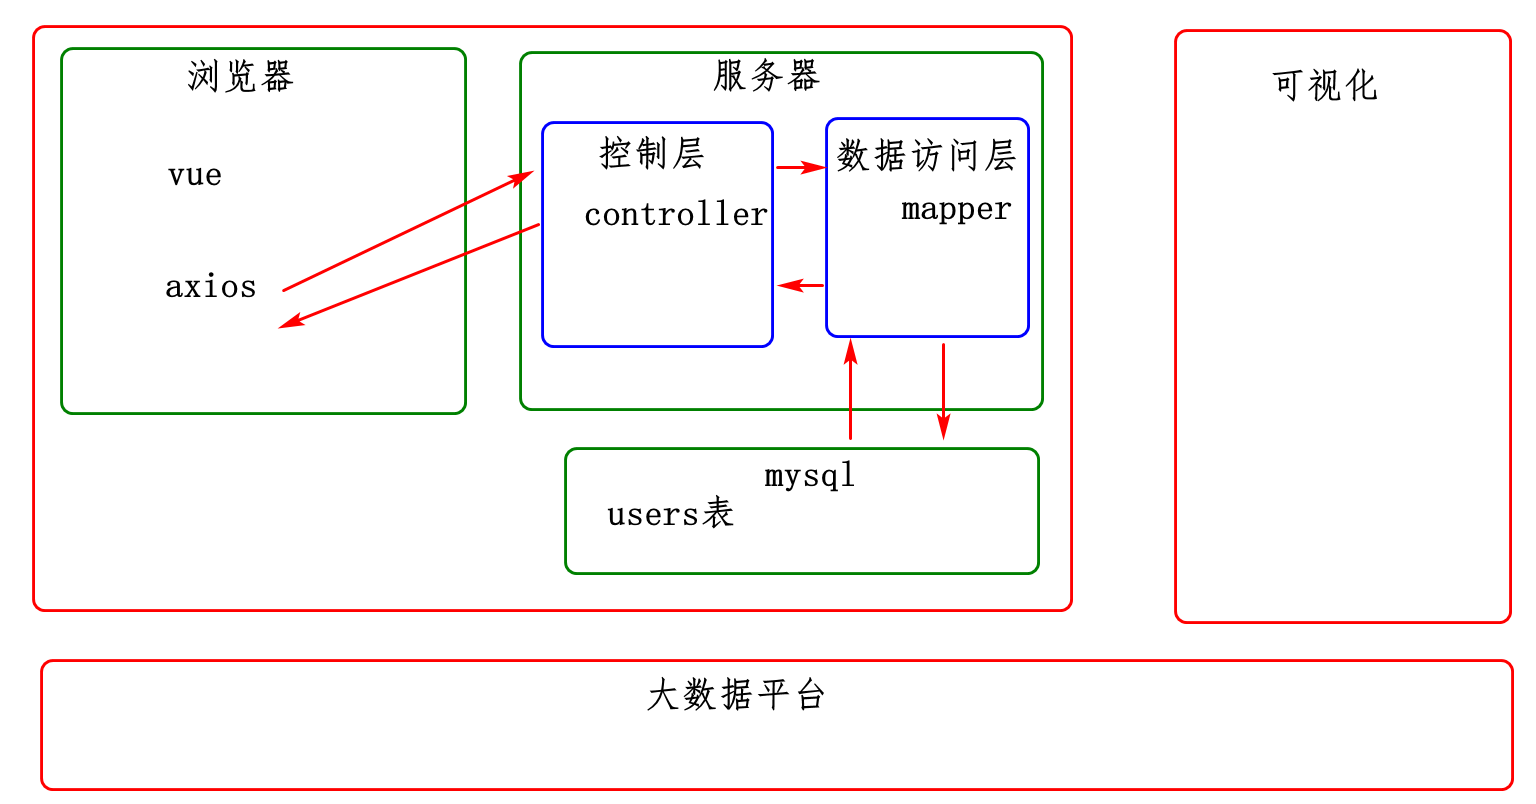 浏览器
vue
axios
服务器
控制层
controller
数据访问层
mapper
mysql
users表
可视化
大数据平台